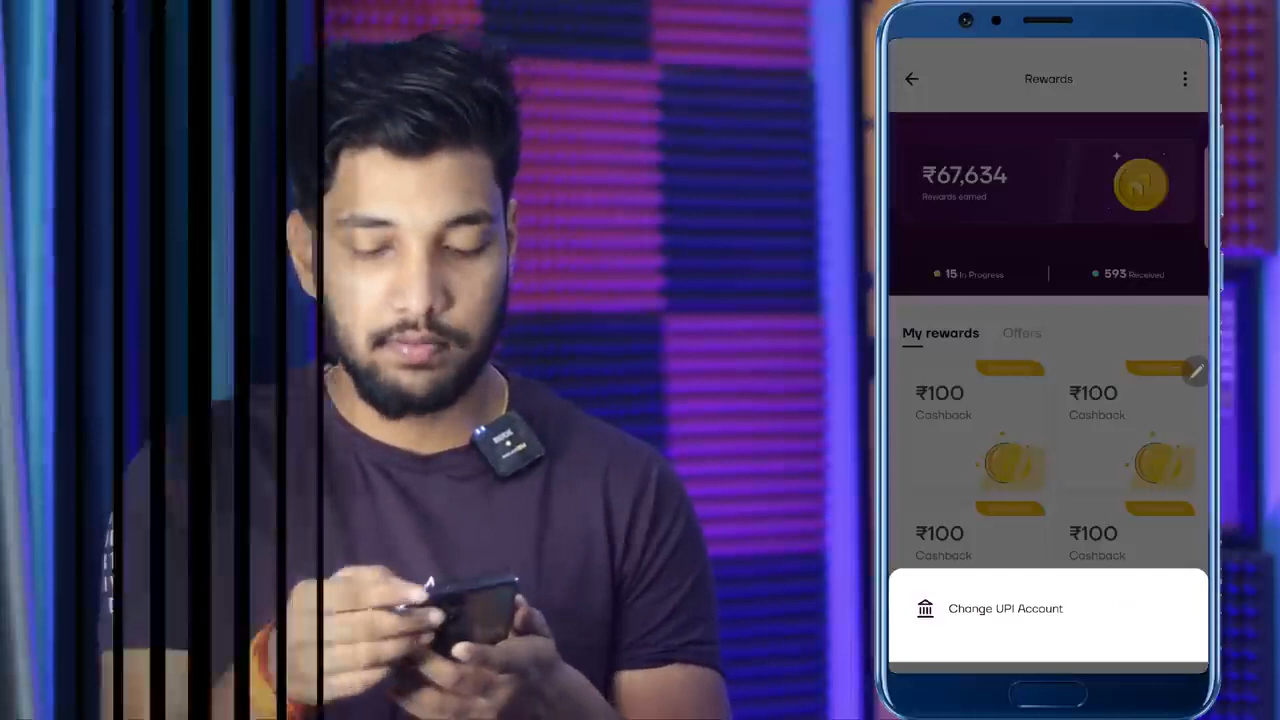 Rewards
₹67,634
Rewards earned
15 In Progress
593 Received
My rewards
Offers
₹100
Cashback
₹100
Cashback
₹100
Cashback
₹100
Cashback
Change UPI Account